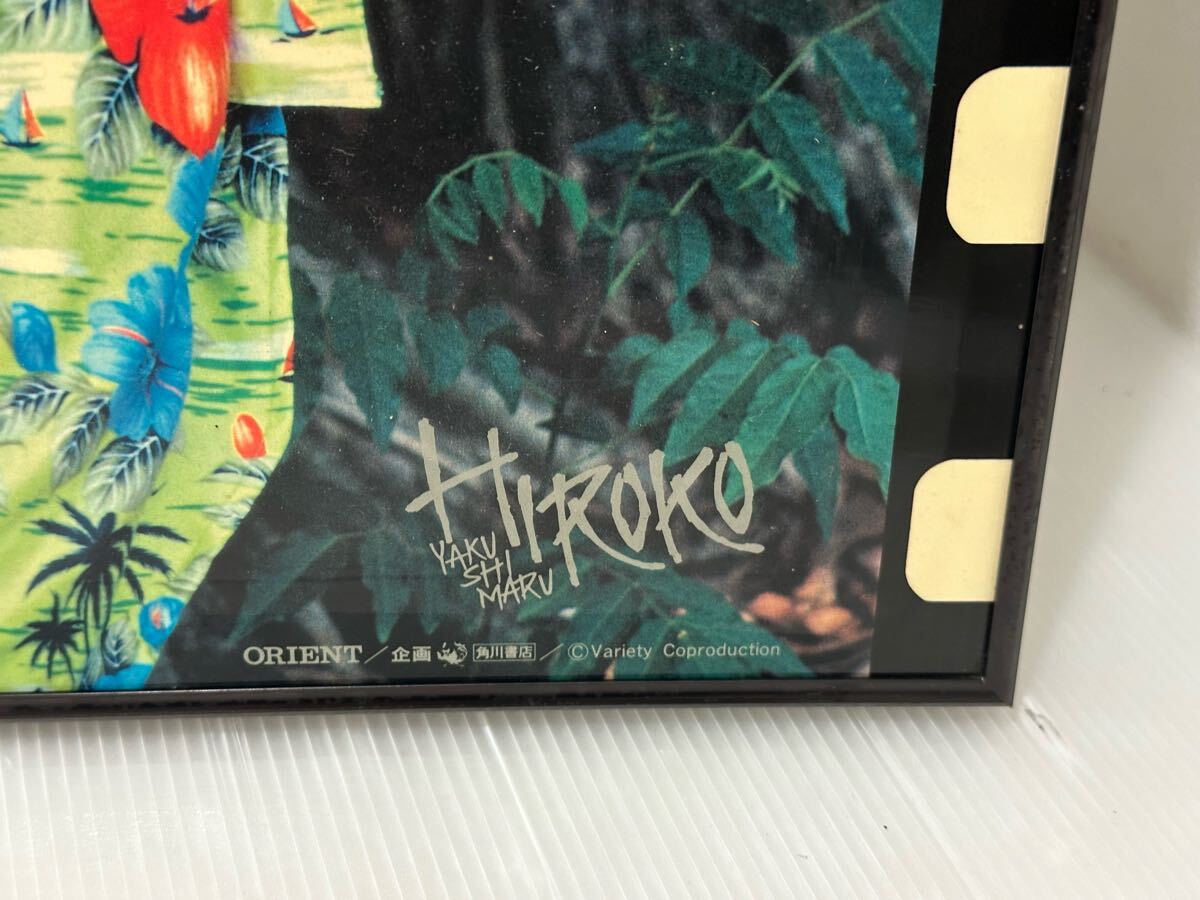 HIROKO
YAKU
SHI
MARU
ORIENT／企画 角川書店／©Variety Coproduction